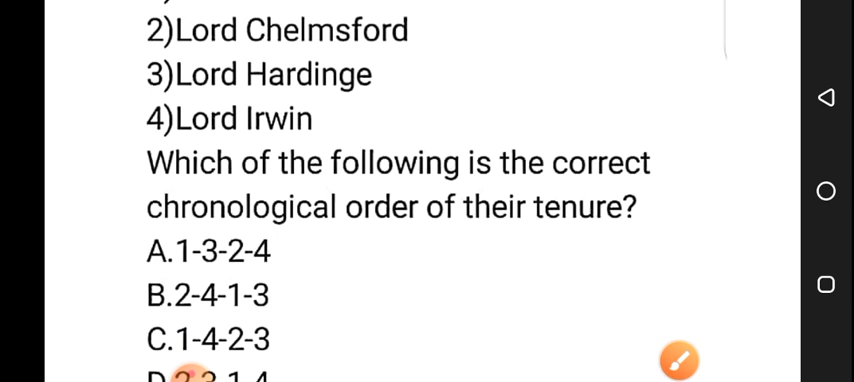 2)Lord Chelmsford
3)Lord Hardinge
4)Lord Irwin
Which of the following is the correct
chronological order of their tenure?
A.1-3-2-4
B.2-4-1-3
C.1-4-2-3